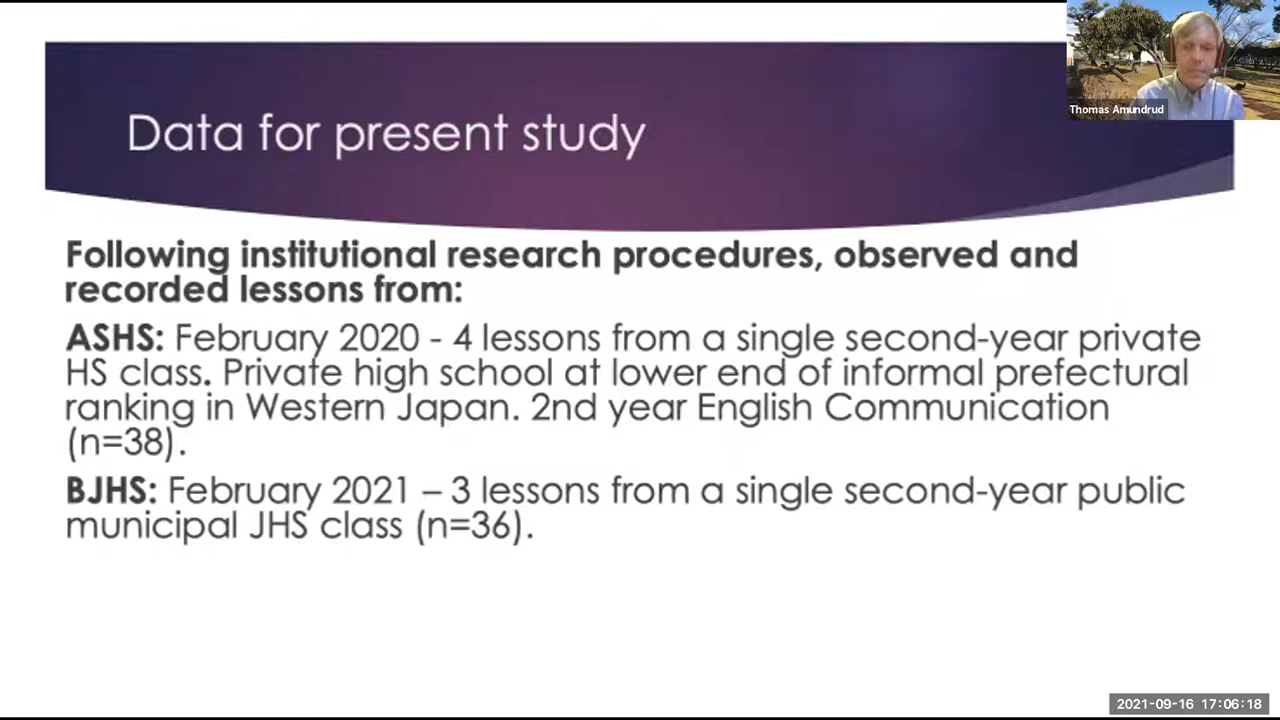 Thomas Amundrud
Data for present study
Following institutional research procedures, observed and
recorded lessons from:
ASHS: February 2020 - 4 lessons from a single second-year private
HS class. Private high school at lower end of informal prefectural
ranking in Western Japan. 2nd year English Communication
(n=38).
BJHS: February 2021 – 3 lessons from a single second-year public
municipal JHS class (n=36).
2021-09-16 17:06:18